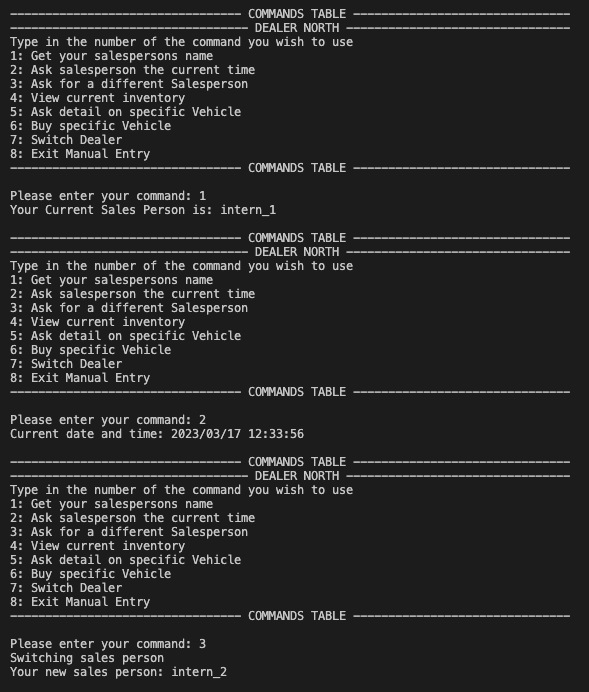 --------------------------------- COMMANDS TABLE -------------------------------
---------------------------------- DEALER NORTH --------------------------------
Type in the number of the command you wish to use
1: Get your salespersons name
2: Ask salesperson the current time
3: Ask for a different Salesperson
4: View current inventory
5: Ask detail on specific Vehicle
6: Buy specific Vehicle
7: Switch Dealer
8: Exit Manual Entry
--------------------------------- COMMANDS TABLE -------------------------------
Please enter your command: 1
Your Current Sales Person is: intern_1
--------------------------------- COMMANDS TABLE -------------------------------
---------------------------------- DEALER NORTH --------------------------------
Type in the number of the command you wish to use
1: Get your salespersons name
2: Ask salesperson the current time
3: Ask for a different Salesperson
4: View current inventory
5: Ask detail on specific Vehicle
6: Buy specific Vehicle
7: Switch Dealer
8: Exit Manual Entry
--------------------------------- COMMANDS TABLE -------------------------------
Please enter your command: 2
Current date and time: 2023/03/17 12:33:56
--------------------------------- COMMANDS TABLE -------------------------------
---------------------------------- DEALER NORTH --------------------------------
Type in the number of the command you wish to use
1: Get your salespersons name
2: Ask salesperson the current time
3: Ask for a different Salesperson
4: View current inventory
5: Ask detail on specific Vehicle
6: Buy specific Vehicle
7: Switch Dealer
8: Exit Manual Entry
--------------------------------- COMMANDS TABLE -------------------------------
Please enter your command: 3
Switching sales person
Your new sales person: intern_2